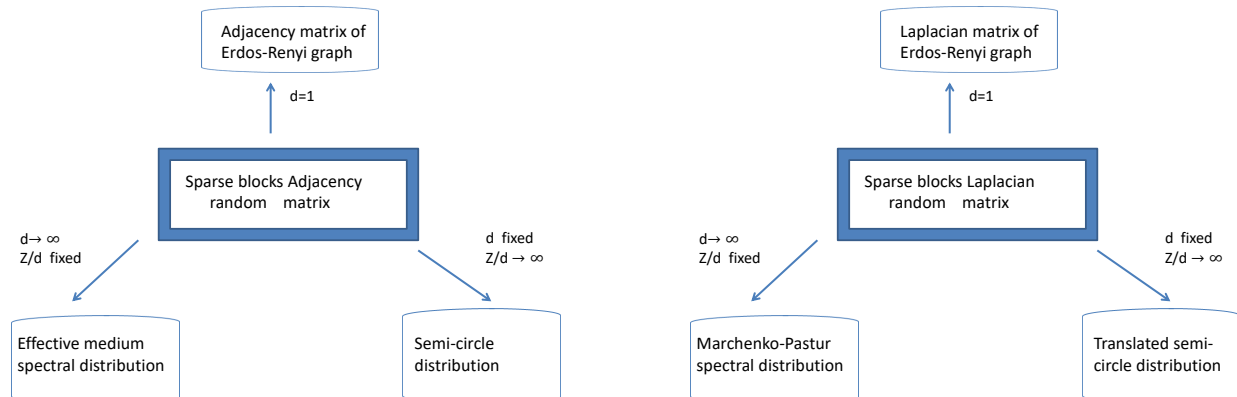 Adjacency matrix of
Erdos-Renyi graph
d=1
Sparse blocks Adjacency
random matrix
d→ ∞
Z/d fixed
d fixed
Z/d → ∞
Effective medium
spectral distribution
Semi-circle
distribution
Laplacian matrix of
Erdos-Renyi graph
d=1
Sparse blocks Laplacian
random matrix
d→ ∞
Z/d fixed
d fixed
Z/d → ∞
Marchenko-Pastur
spectral distribution
Translated semi-
circle distribution